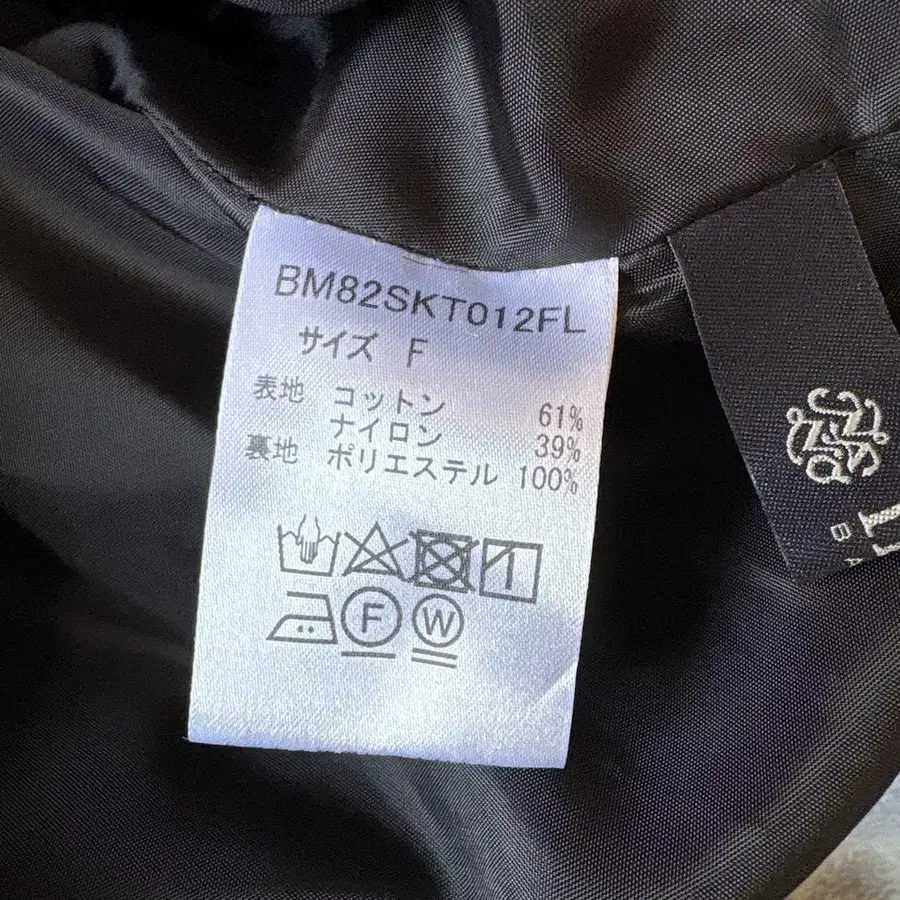 BM82SKT012FL
サイズ F
表地 コットン 61%
ナイロン 39%
裏地 ポリエステル 100%
F
W